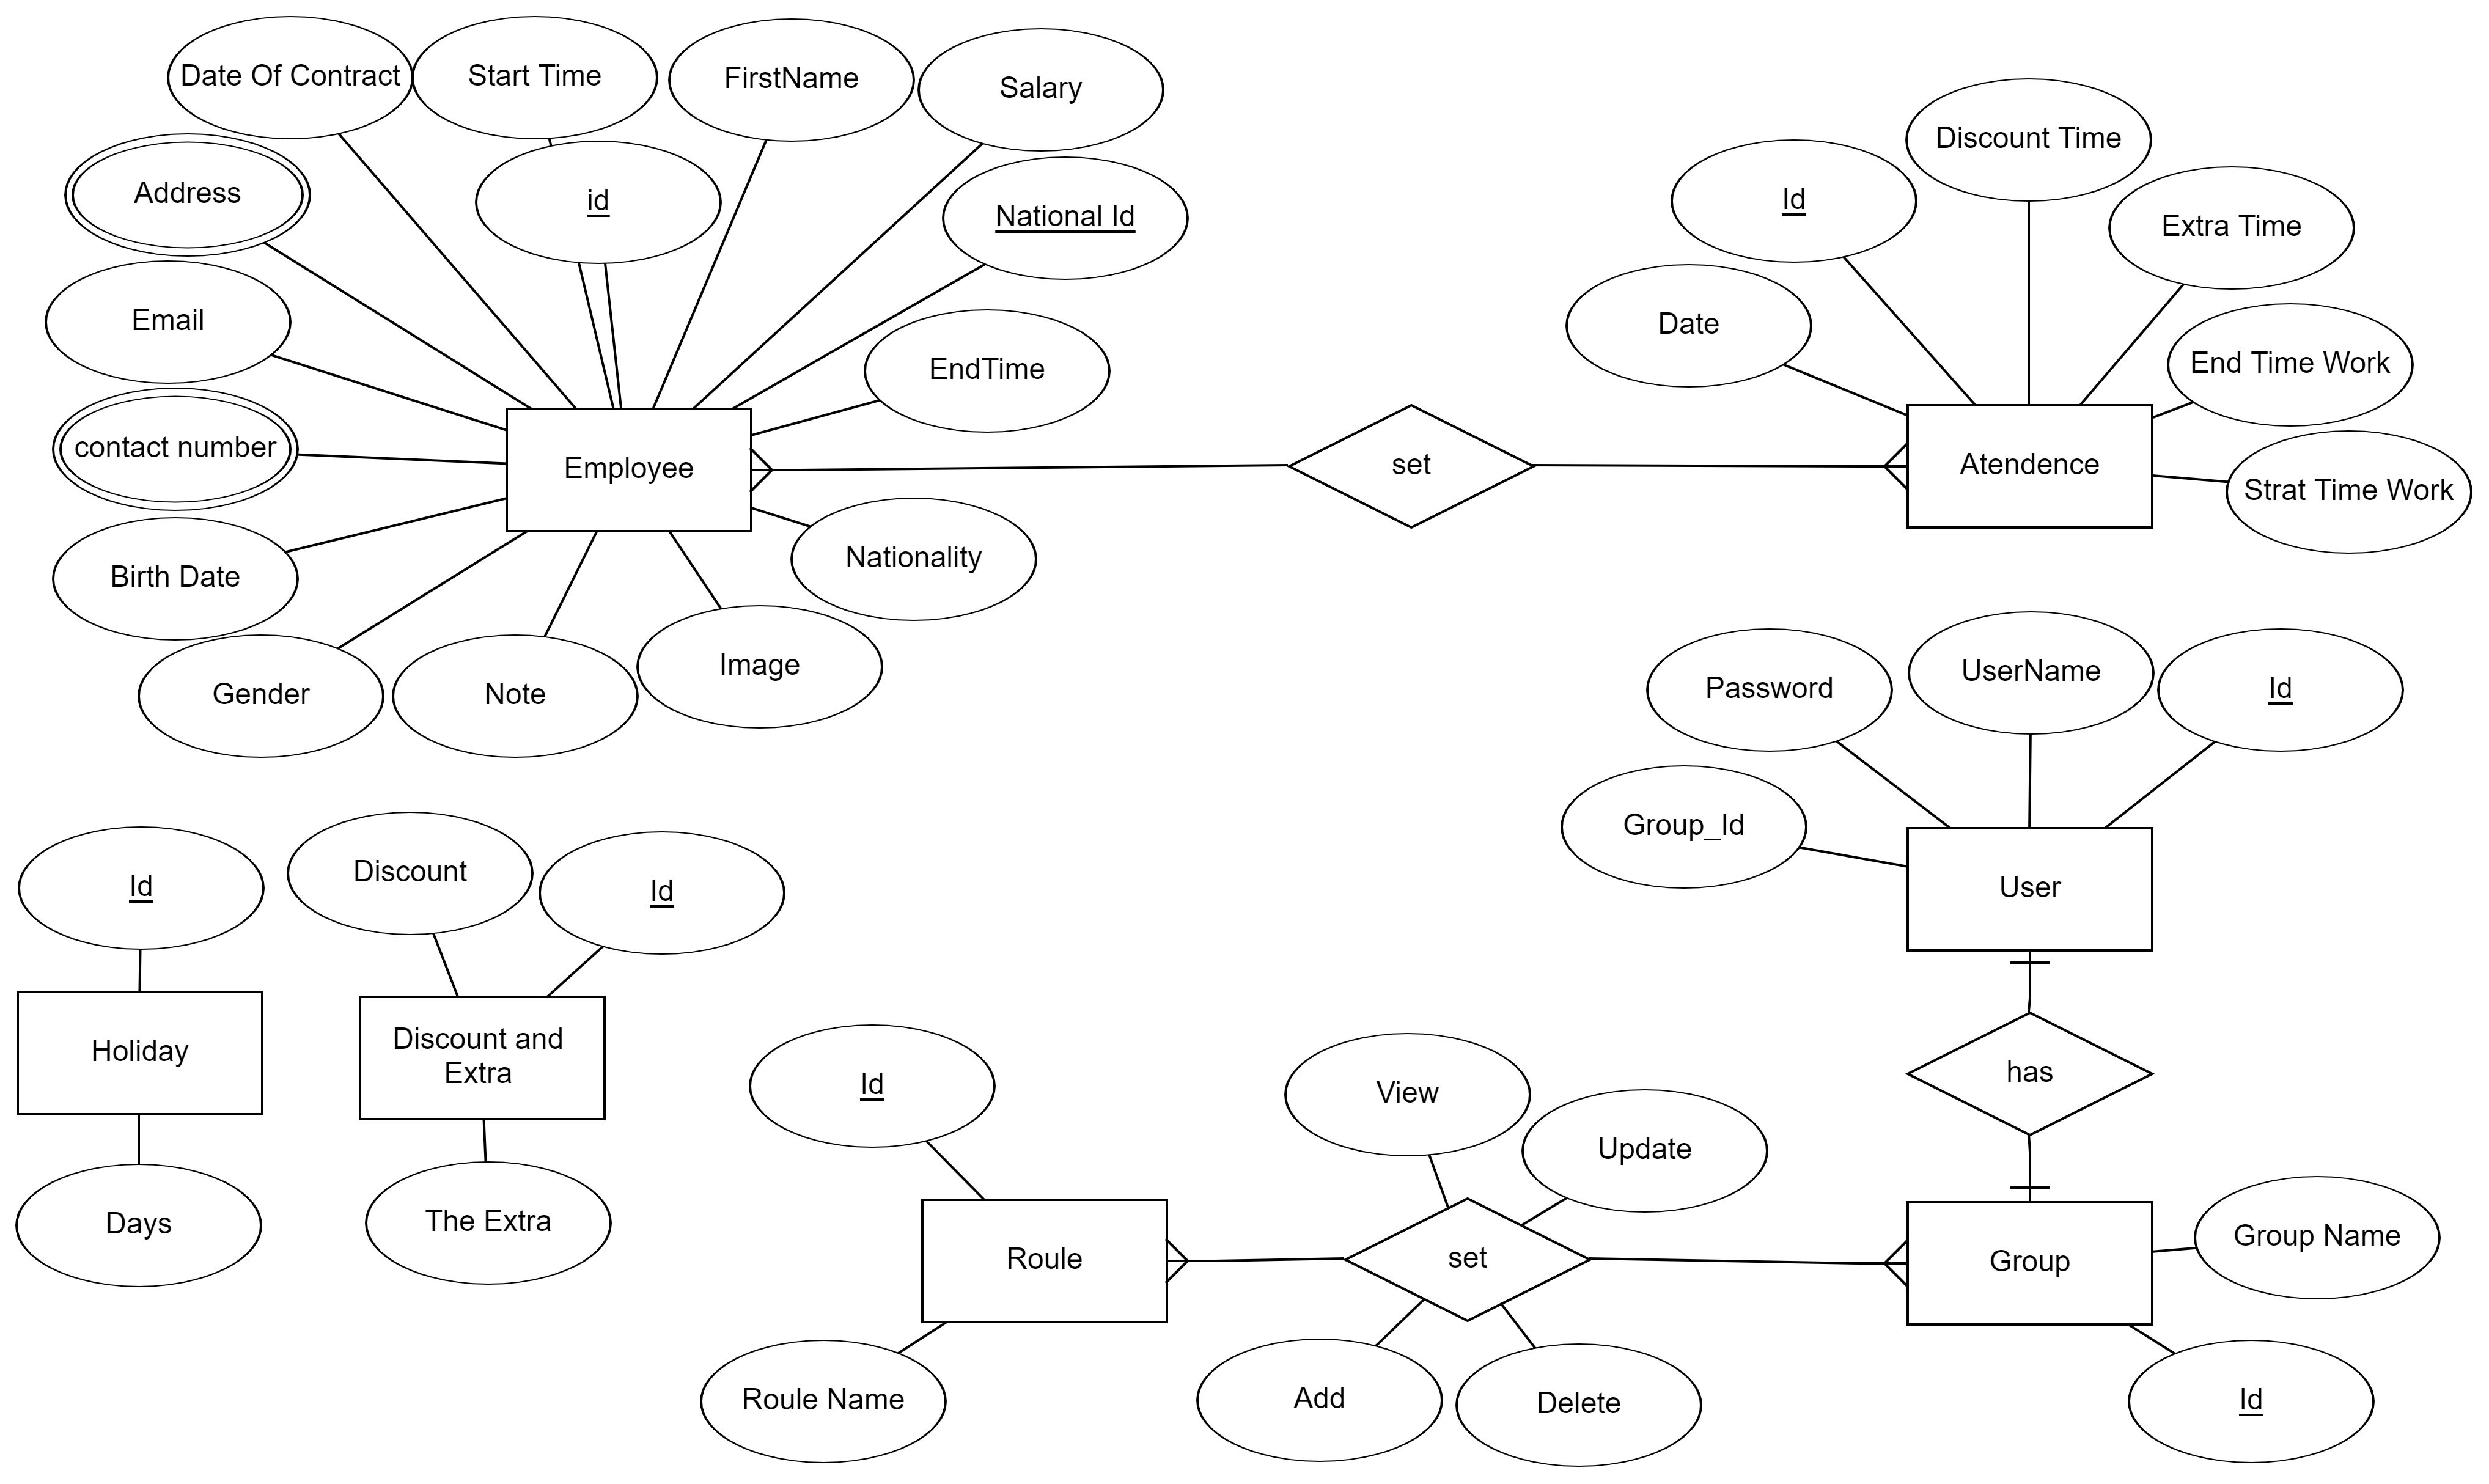 Date Of Contract
Start Time
FirstName
Salary
Address
id
National Id
Email
EndTime
contact number
Employee
Birth Date
Nationality
Gender
Note
Image
set
Discount Time
Id
Extra Time
Date
End Time Work
Atendence
Strat Time Work
Password
UserName
Id
Group_Id
User
has
Id
Discount
Id
Holiday
Discount and
Extra
Days
The Extra
Id
View
Update
Roule
set
Group
Group Name
Roule Name
Add
Delete
Id